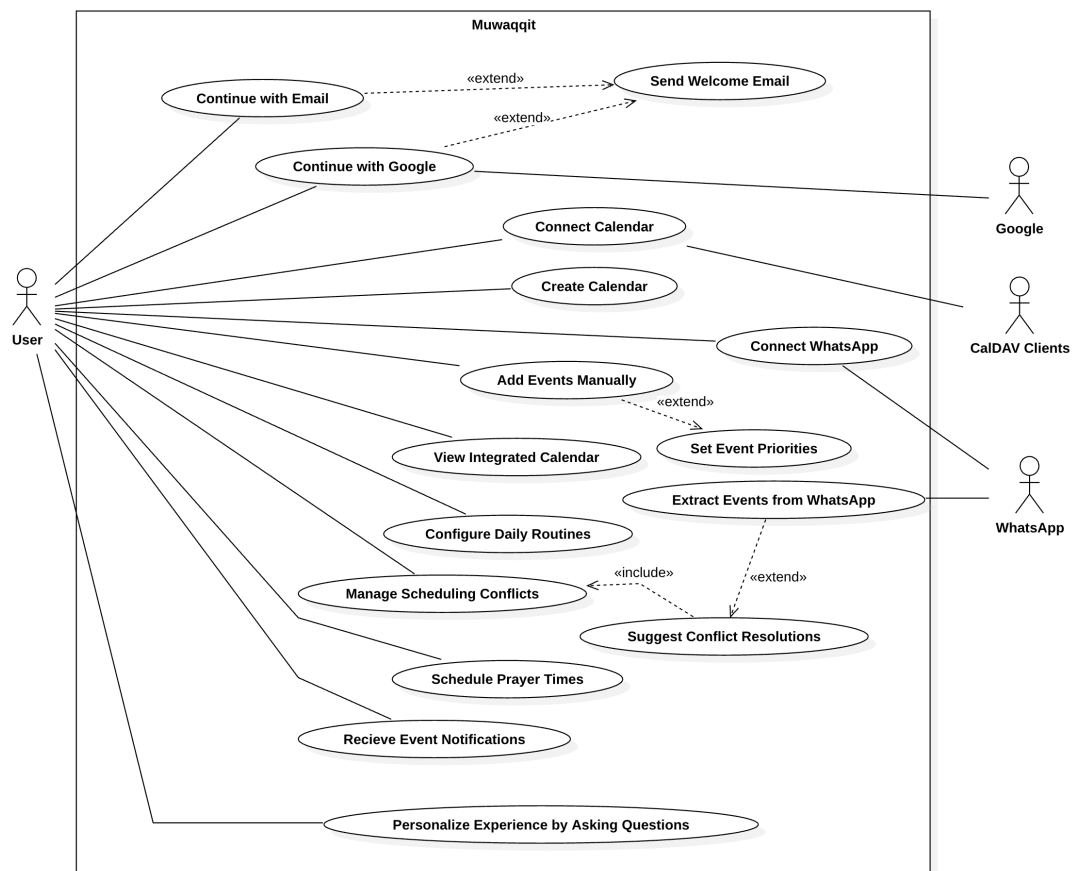 Muwaqqit
«extend»
Send Welcome Email
Continue with Email
«extend»
Continue with Google
Google
Connect Calendar
Create Calendar
User
CalDAV Clients
Connect WhatsApp
Add Events Manually
«extend»
Set Event Priorities
View Integrated Calendar
Extract Events from WhatsApp
WhatsApp
Configure Daily Routines
«include»
«extend»
Manage Scheduling Conflicts
Suggest Conflict Resolutions
Schedule Prayer Times
Recieve Event Notifications
Personalize Experience by Asking Questions